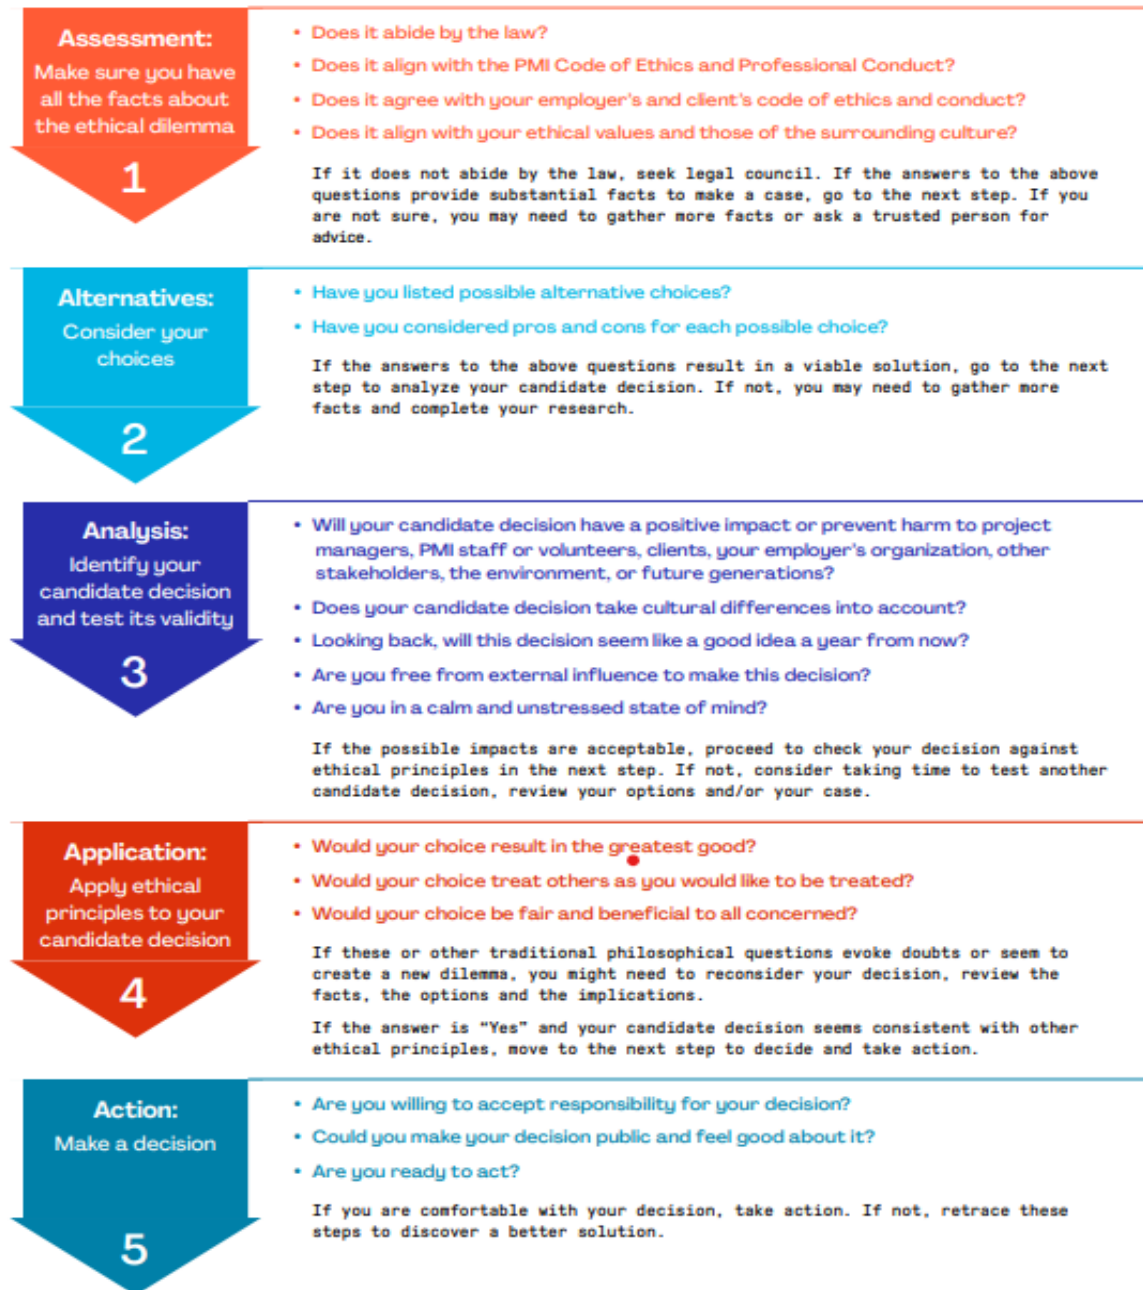 Assessment:
Make sure you have
all the facts about
the ethical dilemma
1
• Does it abide by the law?
• Does it align with the PMI Code of Ethics and Professional Conduct?
• Does it agree with your employer's and client's code of ethics and conduct?
• Does it align with your ethical values and those of the surrounding culture?
If it does not abide by the law, seek legal council. If the answers to the above
questions provide substantial facts to make a case, go to the next step. If you
are not sure, you may need to gather more facts or ask a trusted person for
advice.
Alternatives:
Consider your
choices
2
• Have you listed possible alternative choices?
• Have you considered pros and cons for each possible choice?
If the answers to the above questions result in a viable solution, go to the next
step to analyze your candidate decision. If not, you may need to gather more
facts and complete your research.
Analysis:
Identify your
candidate decision
and test its validity
3
• Will your candidate decision have a positive impact or prevent harm to project
managers, PMI staff or volunteers, clients, your employer's organization, other
stakeholders, the environment, or future generations?
• Does your candidate decision take cultural differences into account?
• Looking back, will this decision seem like a good idea a year from now?
• Are you free from external influence to make this decision?
• Are you in a calm and unstressed state of mind?
If the possible impacts are acceptable, proceed to check your decision against
ethical principles in the next step. If not, consider taking time to test another
candidate decision, review your options and/or your case.
Application:
Apply ethical
principles to your
candidate decision
4
• Would your choice result in the greatest good?
• Would your choice treat others as you would like to be treated?
• Would your choice be fair and beneficial to all concerned?
If these or other traditional philosophical questions evoke doubts or seem to
create a new dilemma, you might need to reconsider your decision, review the
facts, the options and the implications.
If the answer is "Yes" and your candidate decision seems consistent with other
ethical principles, move to the next step to decide and take action.
Action:
Make a decision
5
• Are you willing to accept responsibility for your decision?
• Could you make your decision public and feel good about it?
• Are you ready to act?
If you are comfortable with your decision, take action. If not, retrace these
steps to discover a better solution.